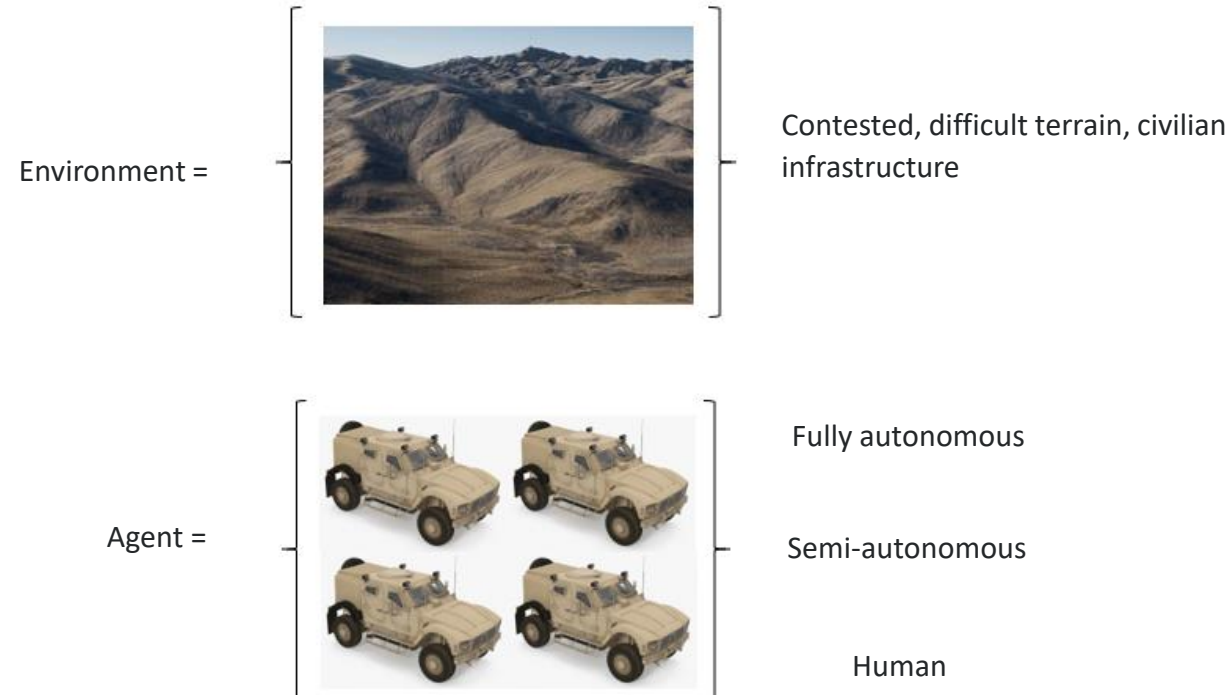 Environment =
Contested, difficult terrain, civilian
infrastructure
Agent =
Fully autonomous
Semi-autonomous
Human